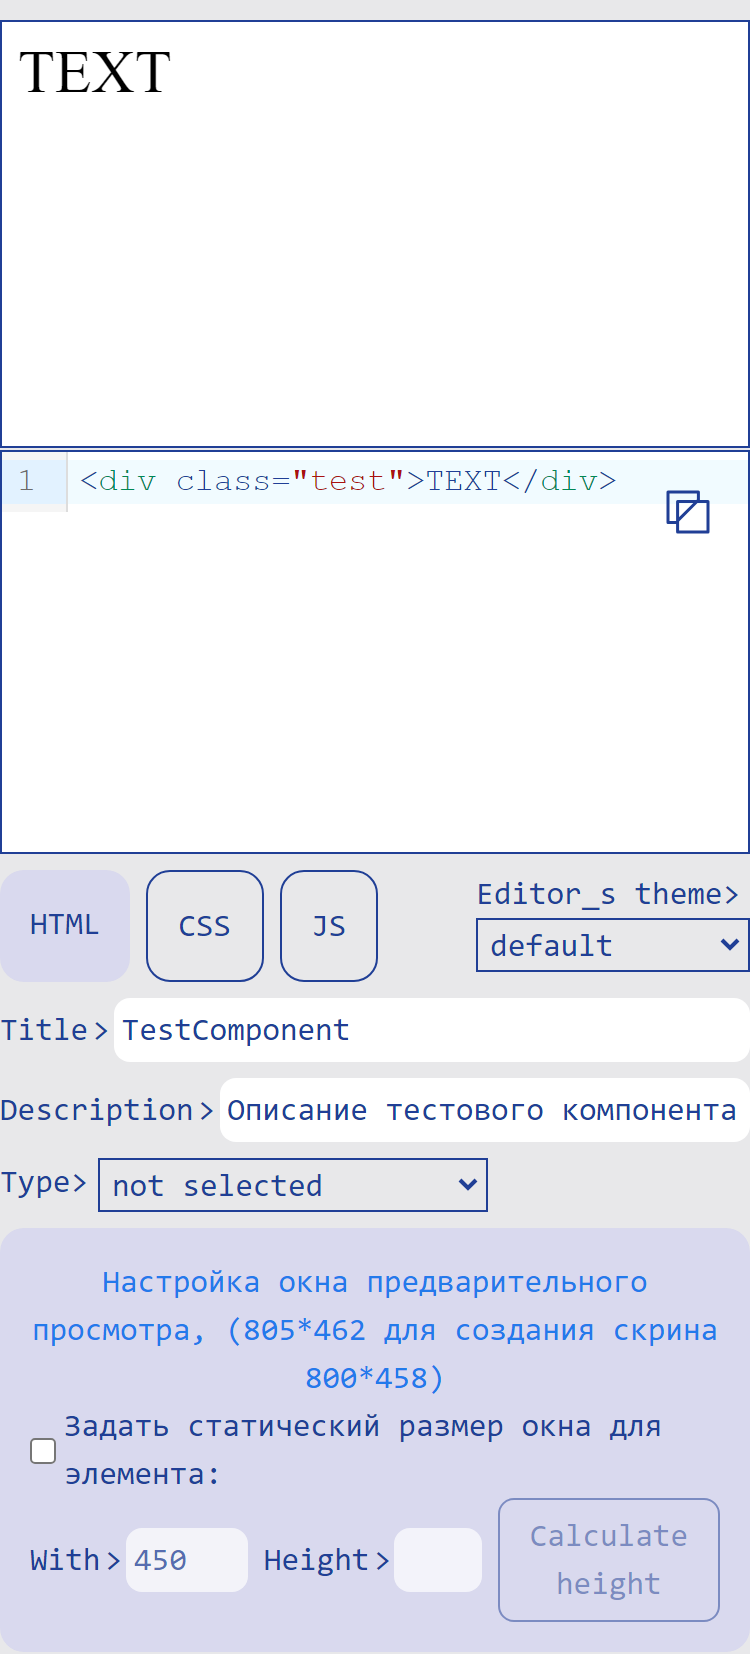 TEXT
1 <div class="test">TEXT</div>
HTML CSS JS
Editor_s theme>
default
Title> TestComponent
Description> Описание тестового компонента
Type> not selected
Настройка окна предварительного
просмотра, (805*462 для создания скрина
800*458)
Задать статический размер окна для
элемента:
With> 450 Height>
Calculate
height